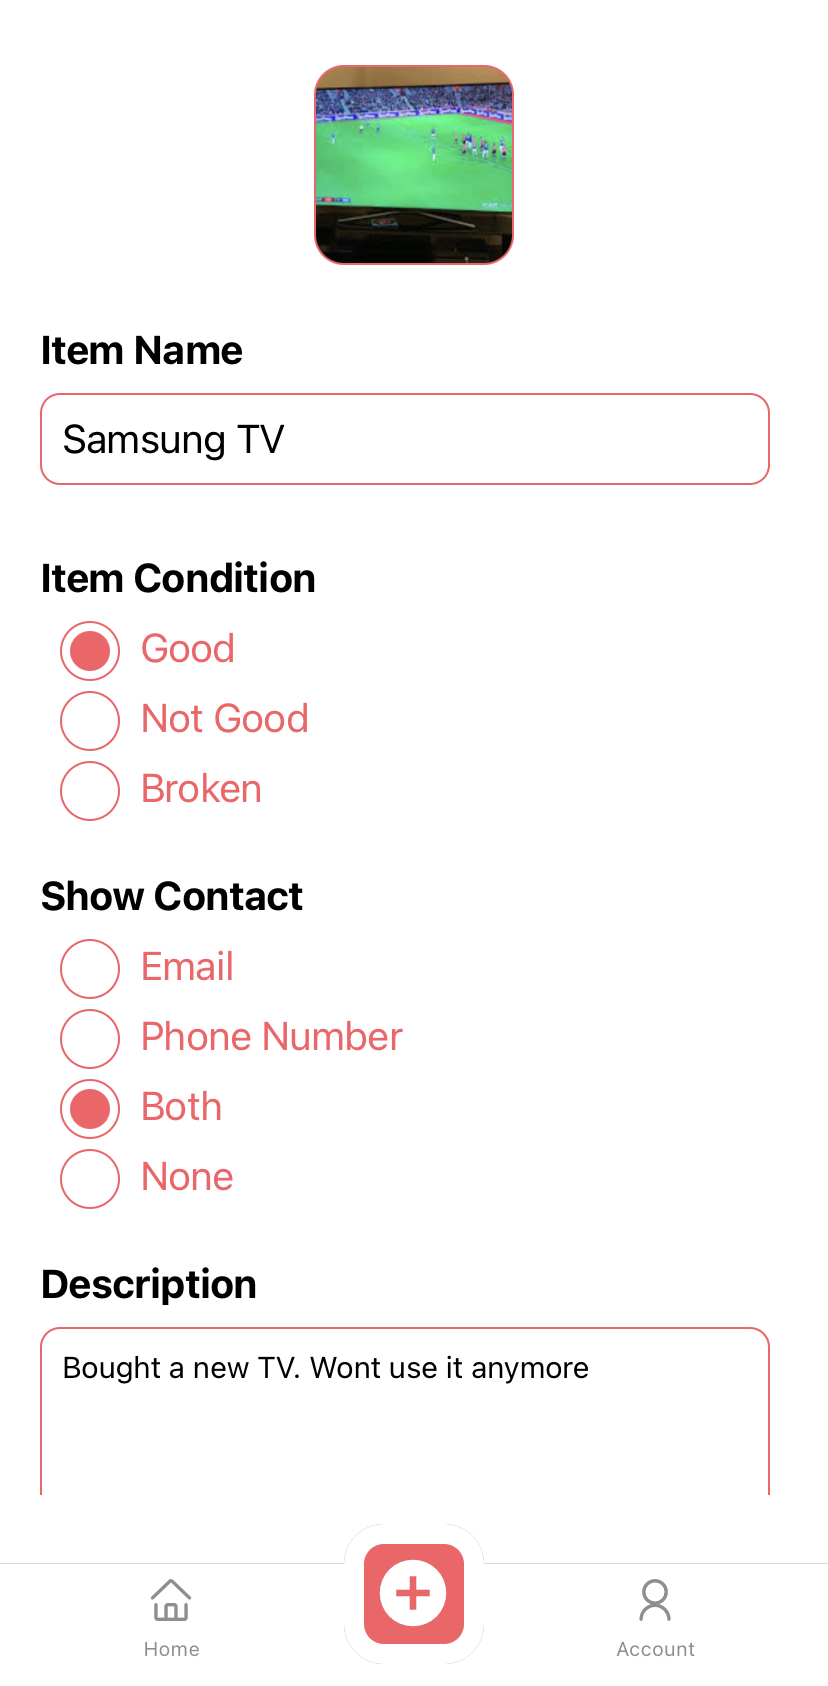 Item Name
Samsung TV
Item Condition
Good
Not Good
Broken
Show Contact
Email
Phone Number
Both
None
Description
Bought a new TV. Wont use it anymore
Home
Account